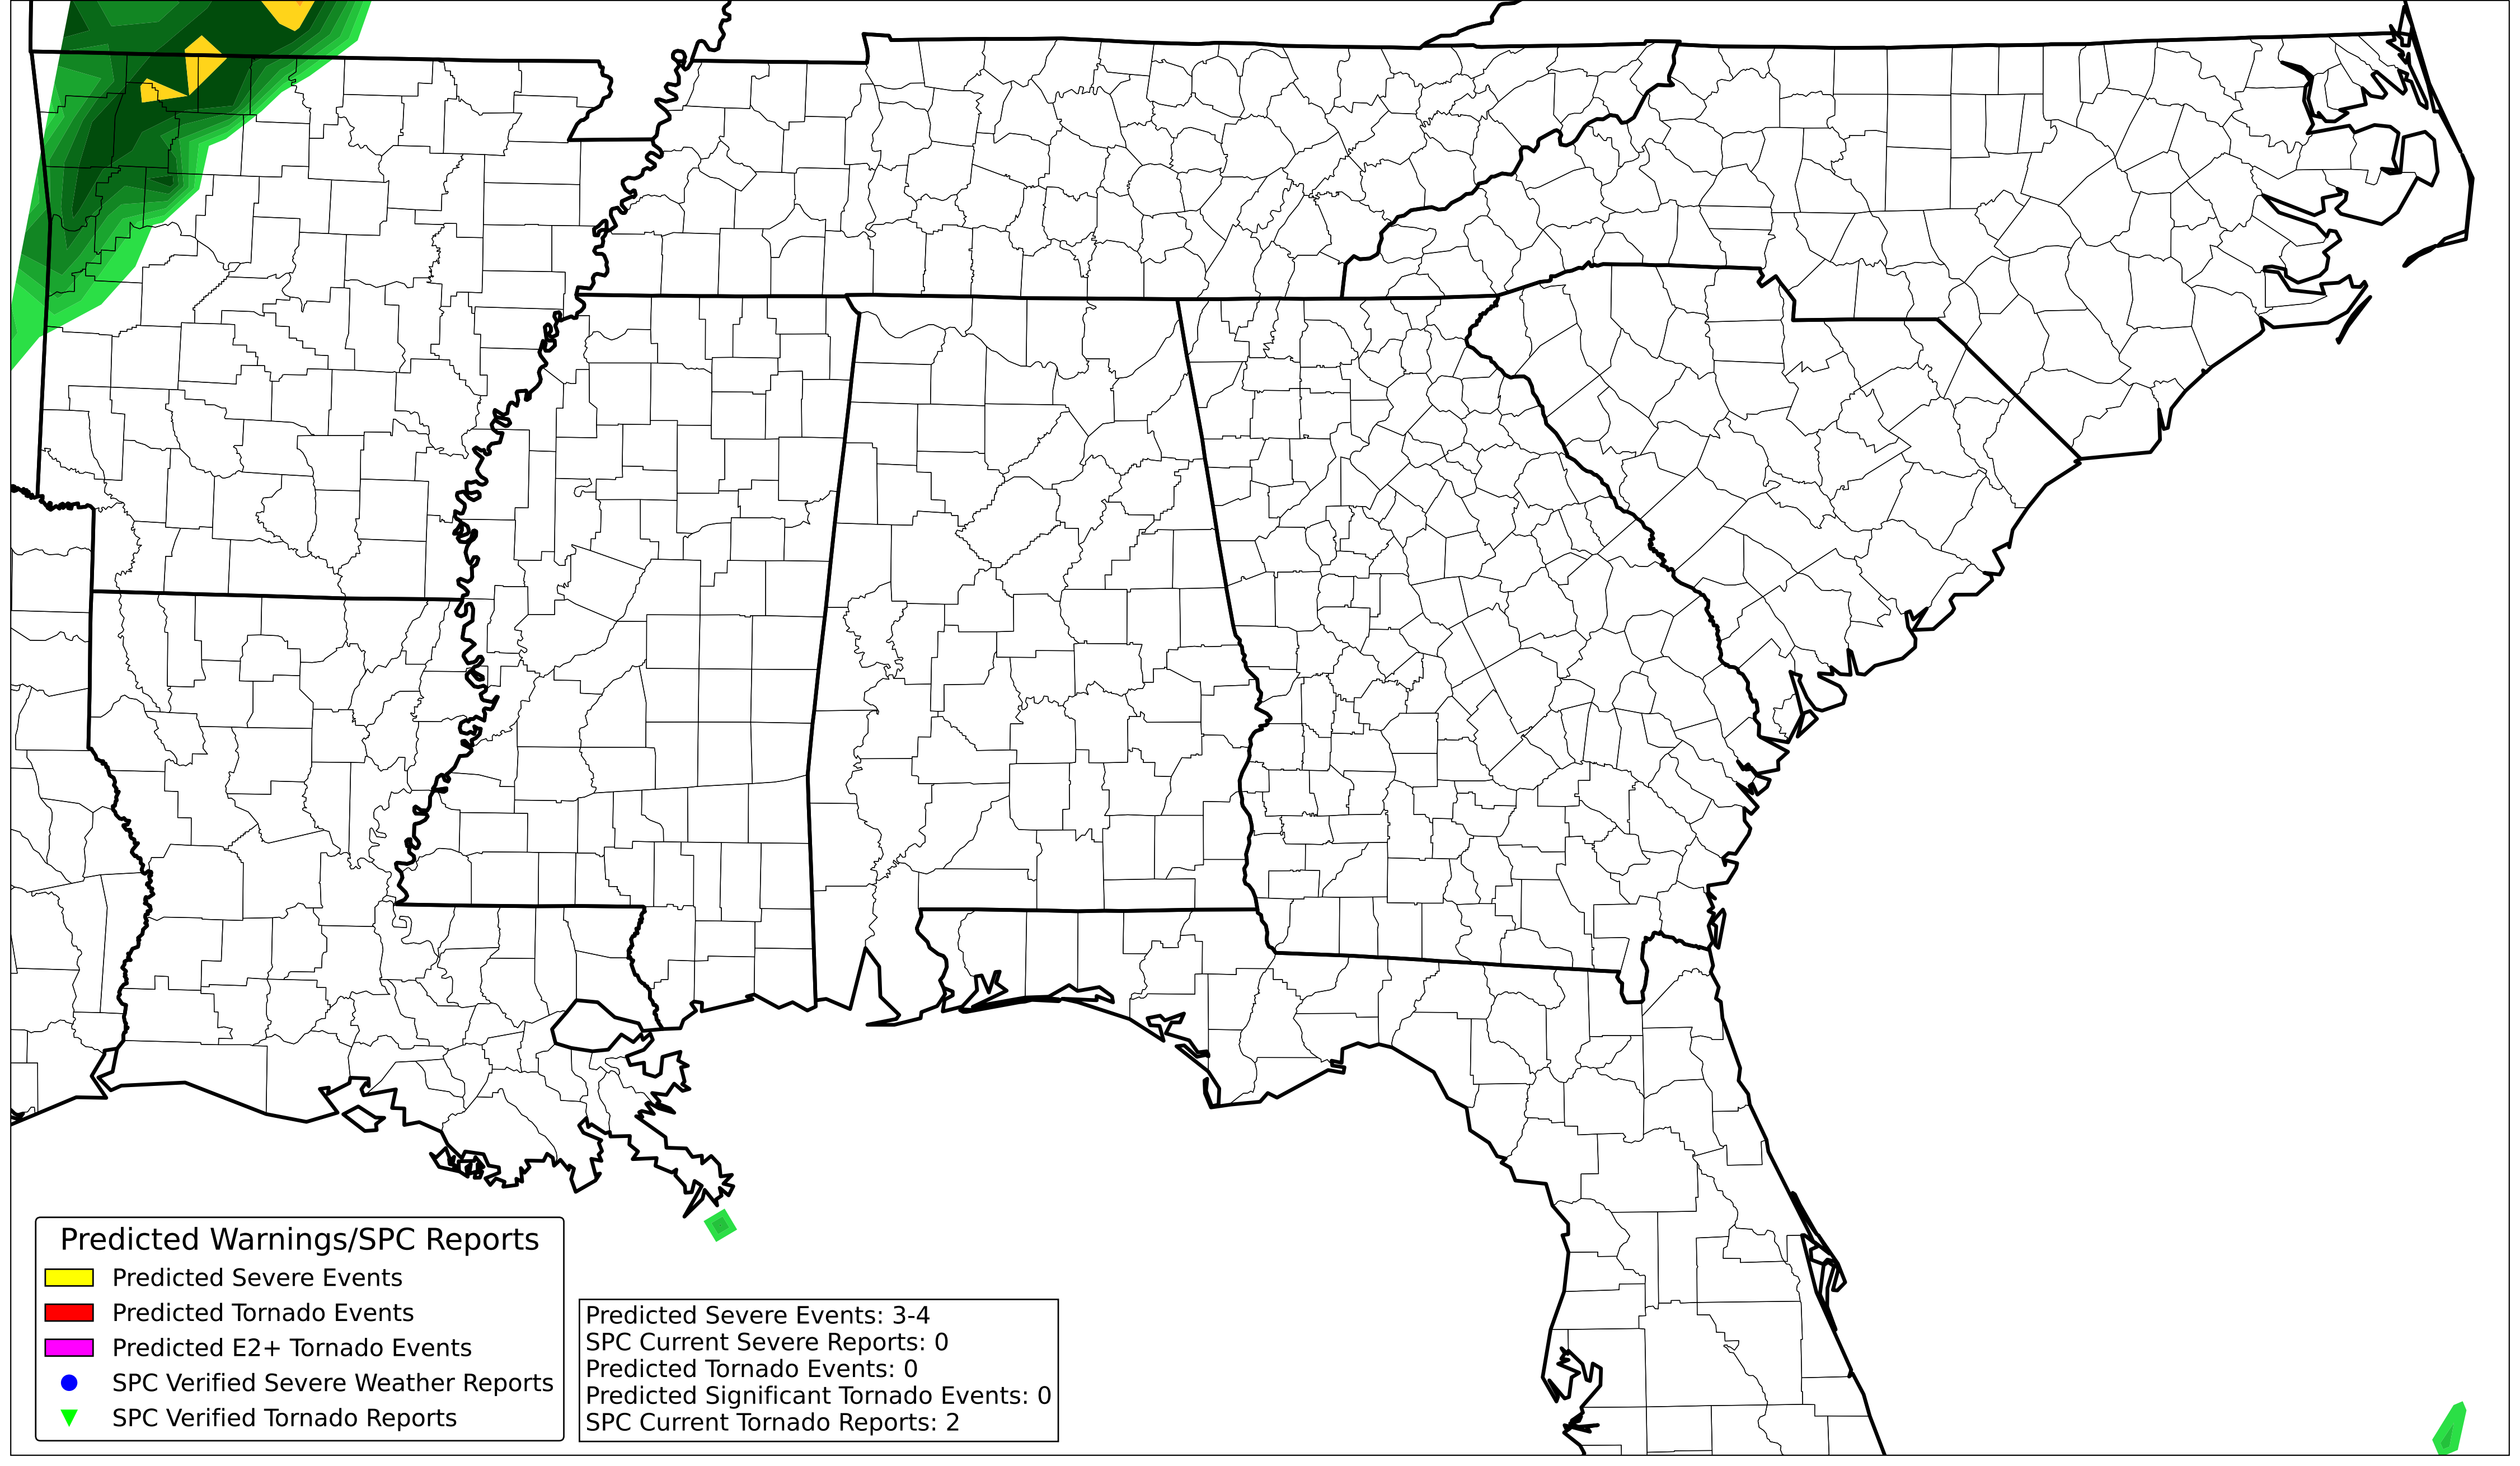 Predicted Warnings/SPC Reports
Predicted Severe Events
Predicted Tornado Events
Predicted E2+ Tornado Events
SPC Verified Severe Weather Reports
SPC Verified Tornado Reports
Predicted Severe Events: 3-4
SPC Current Severe Reports: 0
Predicted Tornado Events: 0
Predicted Significant Tornado Events: 0
SPC Current Tornado Reports: 2